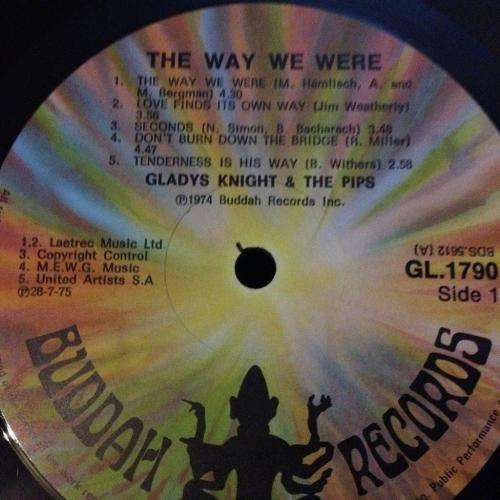 THE WAY WE WERE
1. THE WAY WE WERE (M. Hamlisch, A. and
M. Bergman) 4.30
2. LOVE FINDS ITS OWN WAY (Jim Weatherly)
3.56
3. SECONDS (N. Simon, B. Bacharach) 3.48
4. DON'T BURN DOWN THE BRIDGE (R. Miller)
4.47
5. TENDERNESS IS HIS WAY (B. Withers) 2.58
GLADYS KNIGHT & THE PIPS
Ⓟ1974 Buddah Records Inc.
1,2. Laetrec Music Ltd
3. Copyright Control
4. M.E.W.G. Music
5. United Artists S.A
Ⓟ28-7-75
BDS.5612 (A)
GL.1790
Side 1
BUDDAH RECORDS
Public Performance